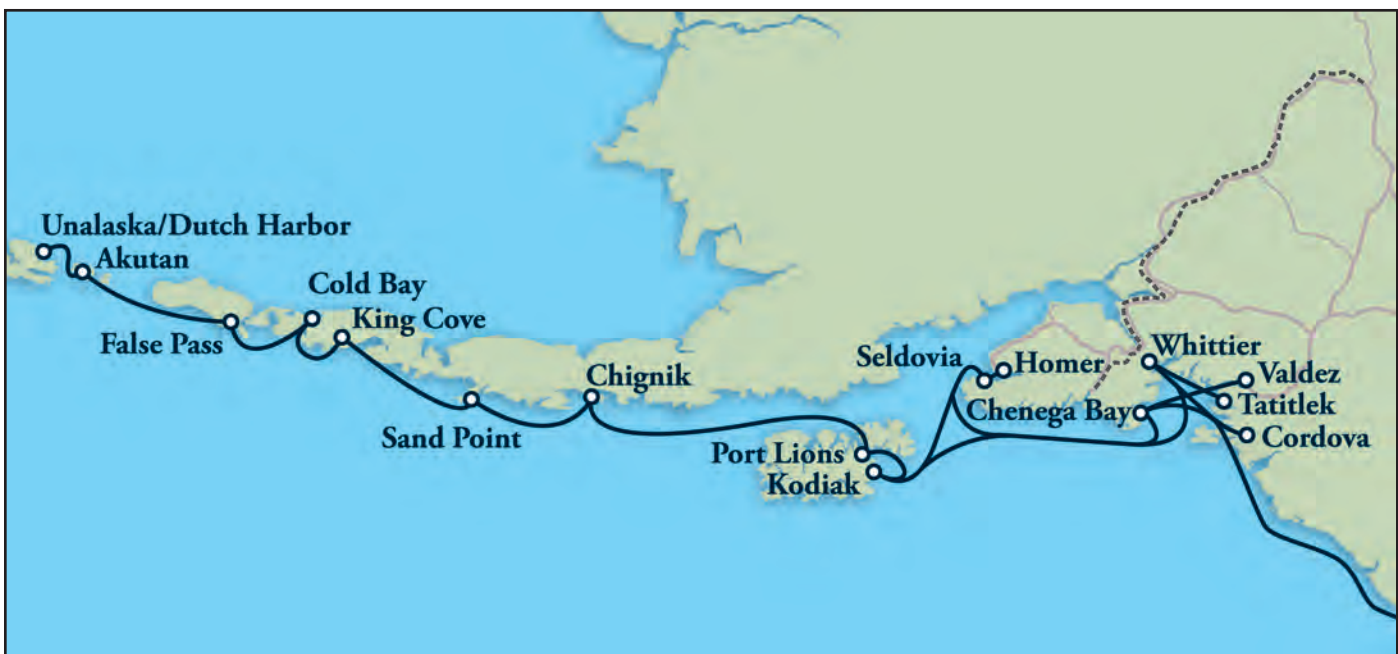 Unalaska/Dutch Harbor
Akutan
False Pass
Cold Bay
King Cove
Sand Point
Chignik
Port Lions
Kodiak
Seldovia
Homer
Chenega Bay
Whittier
Valdez
Tatitlek
Cordova